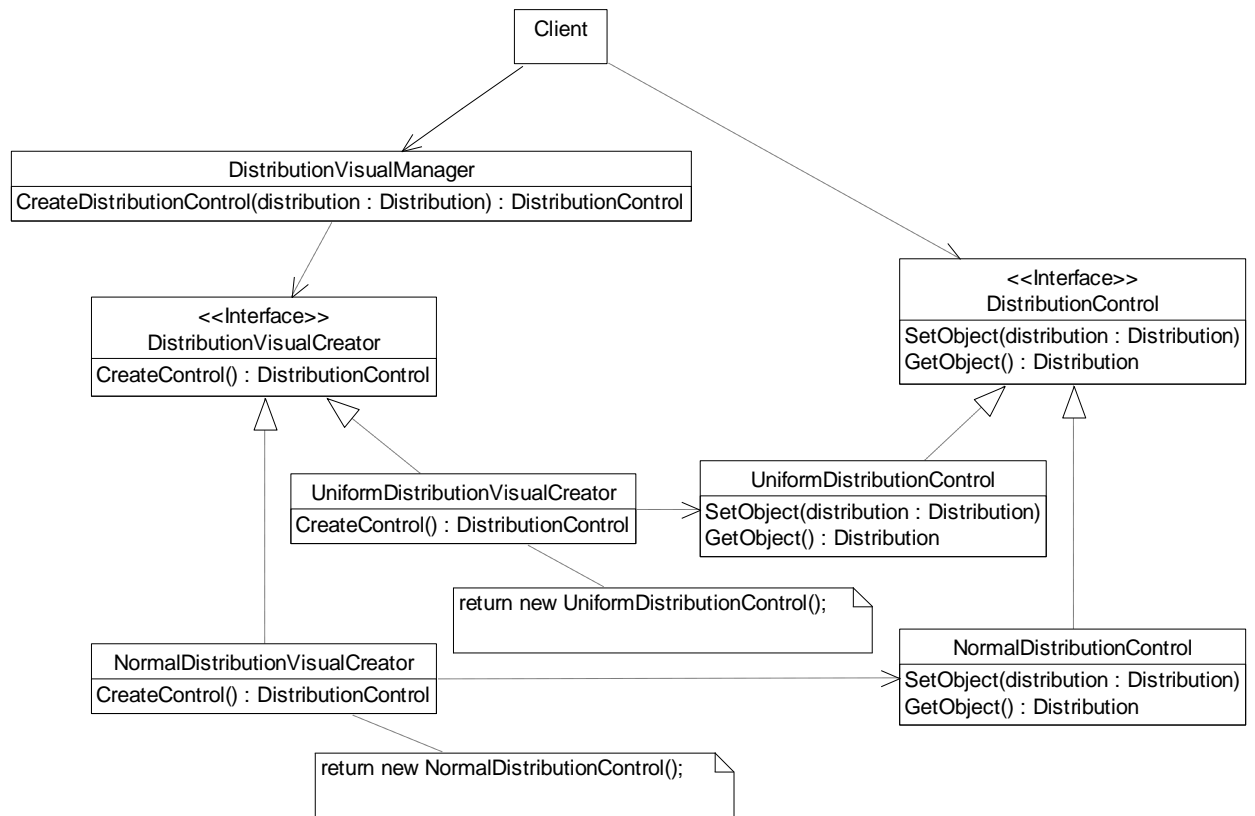 Client
DistributionVisualManager
CreateDistributionControl(distribution : Distribution) : DistributionControl
<<Interface>>
DistributionVisualCreator
CreateControl() : DistributionControl
<<Interface>>
DistributionControl
SetObject(distribution : Distribution)
GetObject() : Distribution
UniformDistributionVisualCreator
CreateControl() : DistributionControl
UniformDistributionControl
SetObject(distribution : Distribution)
GetObject() : Distribution
return new UniformDistributionControl();
NormalDistributionVisualCreator
CreateControl() : DistributionControl
NormalDistributionControl
SetObject(distribution : Distribution)
GetObject() : Distribution
return new NormalDistributionControl();